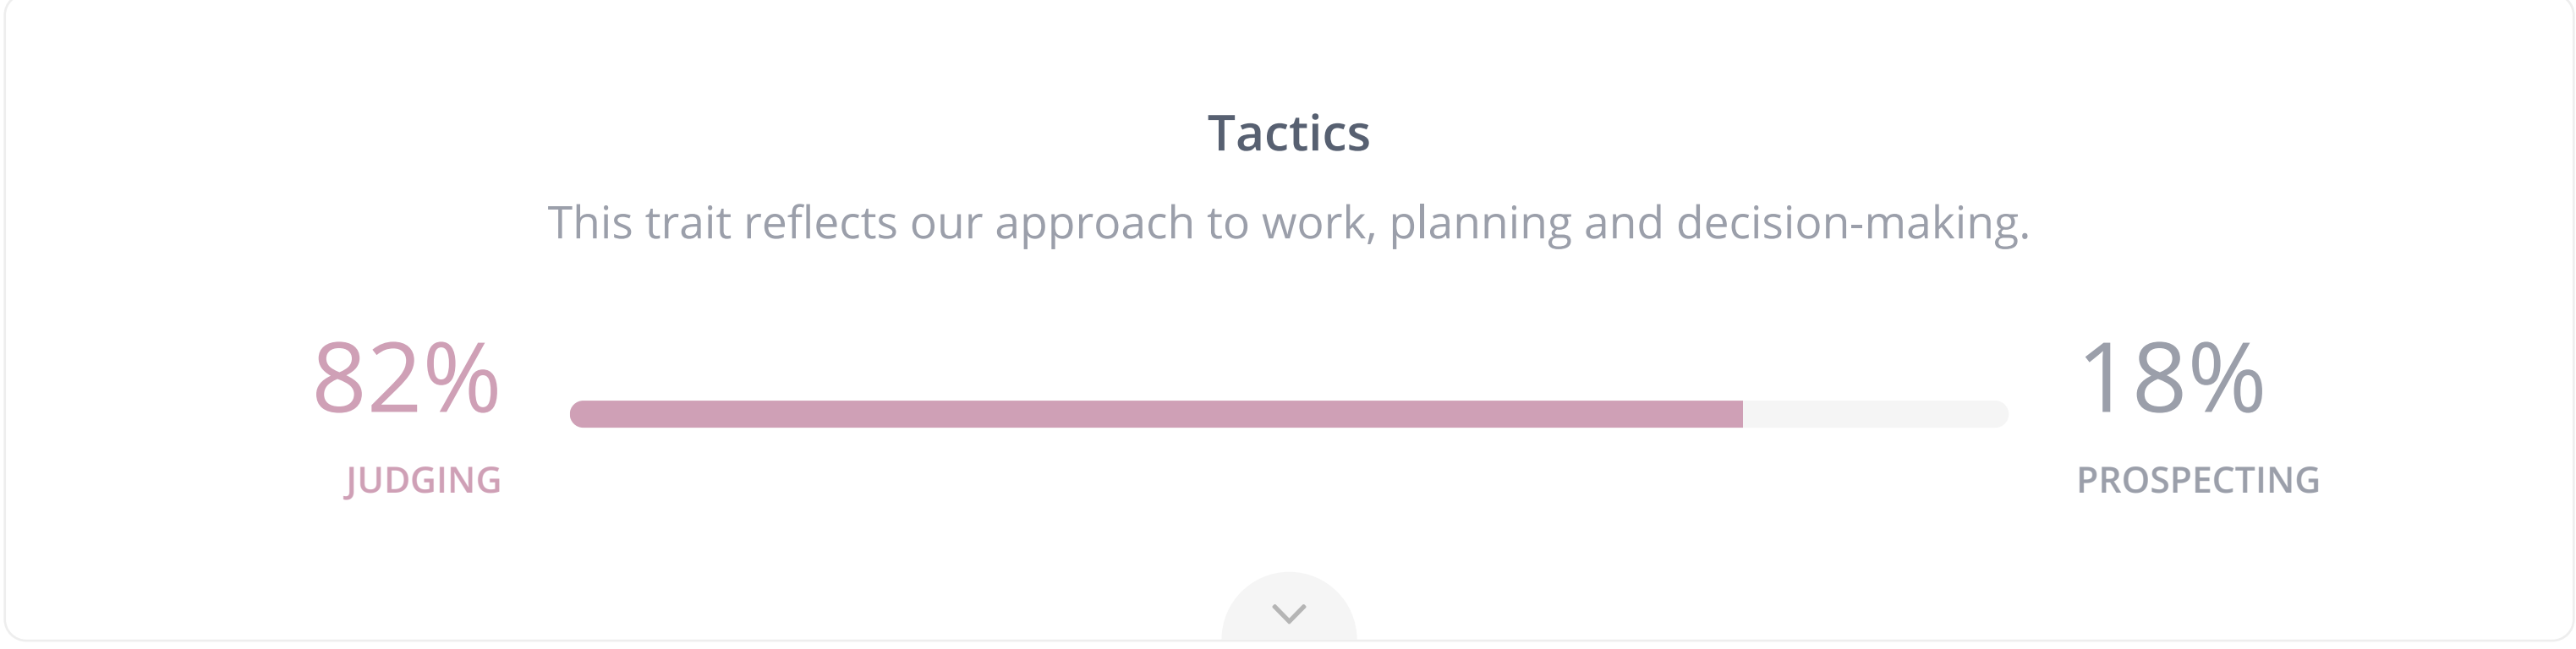 Tactics
This trait reflects our approach to work, planning and decision-making.
82%
JUDGING
18%
PROSPECTING